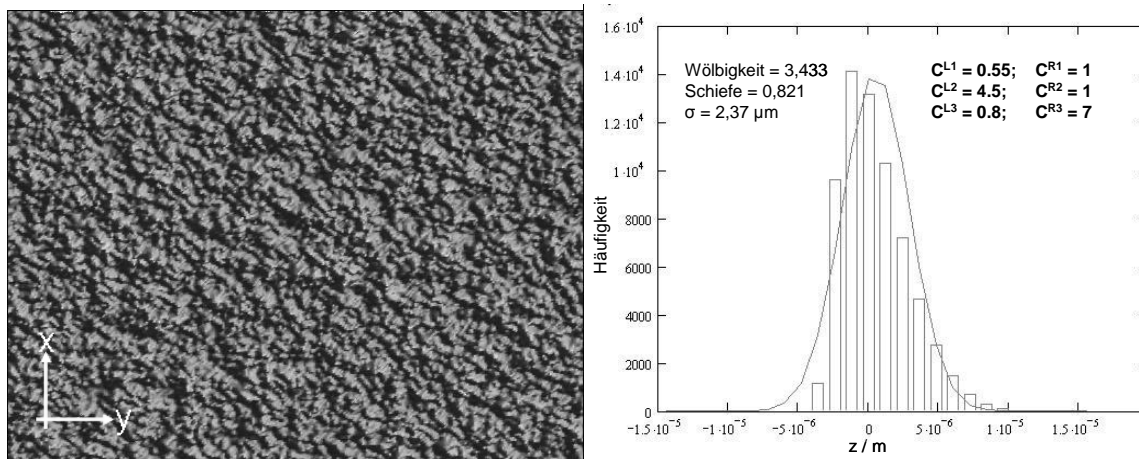 x
y
1.6·10⁴
1.4·10⁴
1.2·10⁴
1·10⁴
8000
6000
4000
2000
0
Häufigkeit
Wölbigkeit = 3,433
Schiefe = 0,821
σ = 2,37 µm
C^L1 = 0.55; C^R1 = 1
C^L2 = 4.5; C^R2 = 1
C^L3 = 0.8; C^R3 = 7
−1.5·10⁻⁵ −1·10⁻⁵ −5·10⁻⁶ 0 5·10⁻⁶ 1·10⁻⁵ 1.5·10⁻⁵
z / m